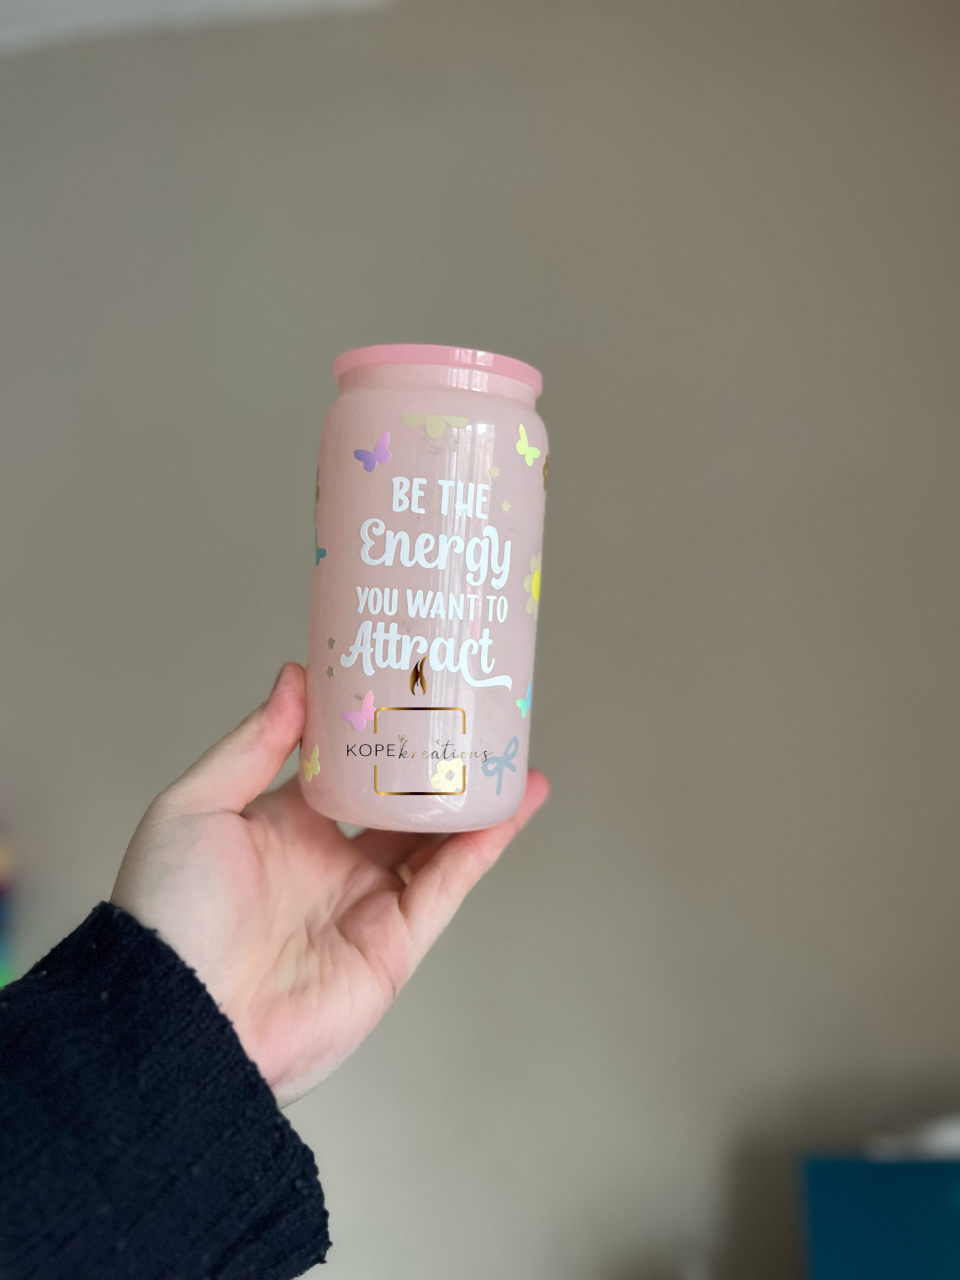 BE THE
Energy
YOU WANT TO
Attract
KOPEkreations